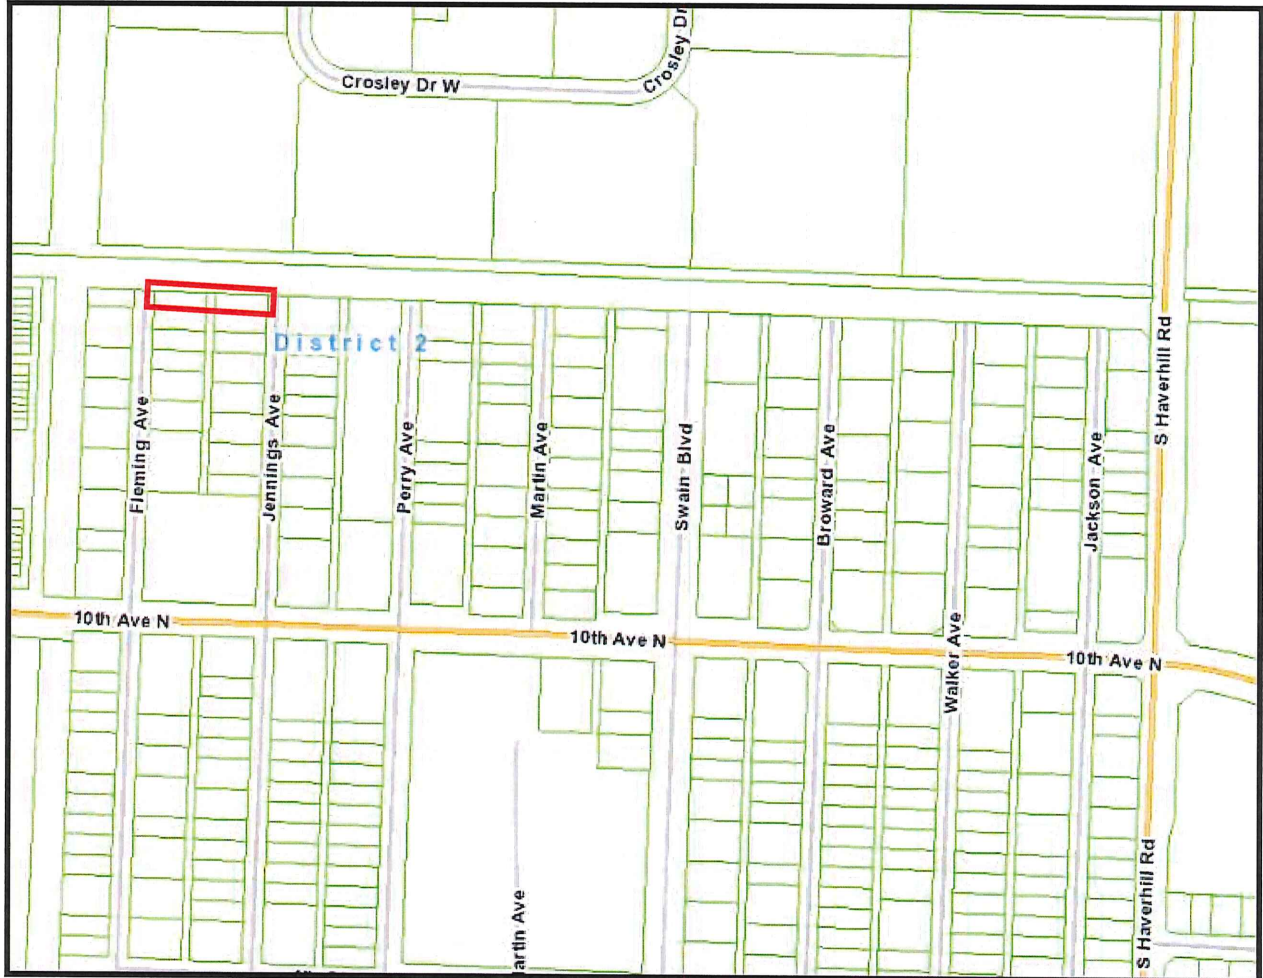 Crosley Dr W
Crosley Dr
District 2
S Haverhill Rd
Fleming Ave
Jennings Ave
Perry Ave
Martin Ave
Swain Blvd
Broward Ave
Jackson Ave
10th Ave N
10th Ave N
10th Ave N
Walker Ave
artin Ave
S Haverhill Rd